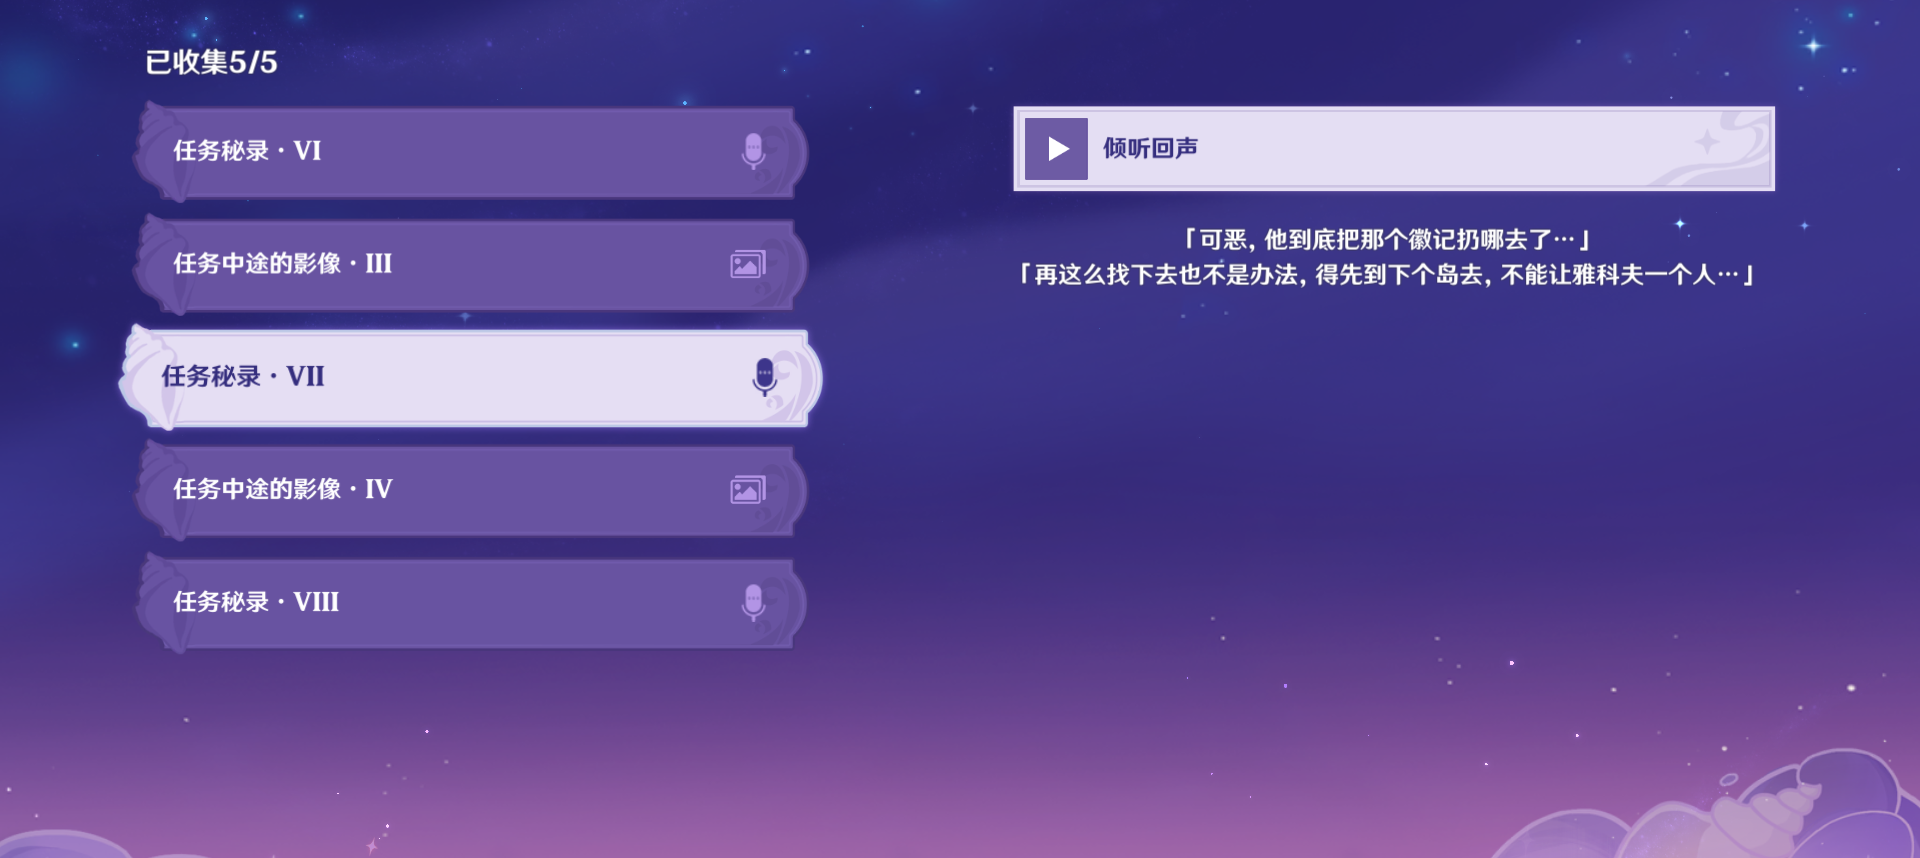 已收集5/5
任务秘录·VI
任务中途的影像·III
任务秘录·VII
任务中途的影像·IV
任务秘录·VIII
倾听回声
「可恶，他到底把那个徽记扔哪去了…」
「再这么找下去也不是办法，得先到下个岛去，不能让雅科夫一个人…」